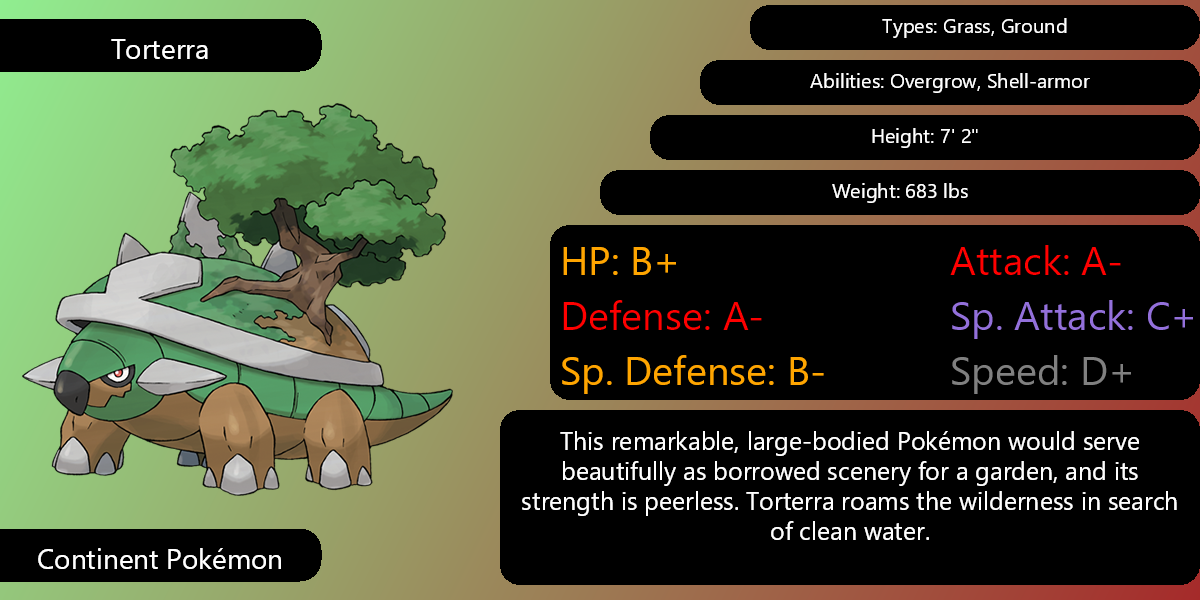 Torterra
Types: Grass, Ground
Abilities: Overgrow, Shell-armor
Height: 7' 2"
Weight: 683 lbs
HP: B+
Attack: A-
Defense: A-
Sp. Attack: C+
Sp. Defense: B-
Speed: D+
This remarkable, large-bodied Pokémon would serve
beautifully as borrowed scenery for a garden, and its
strength is peerless. Torterra roams the wilderness in search
of clean water.
Continent Pokémon